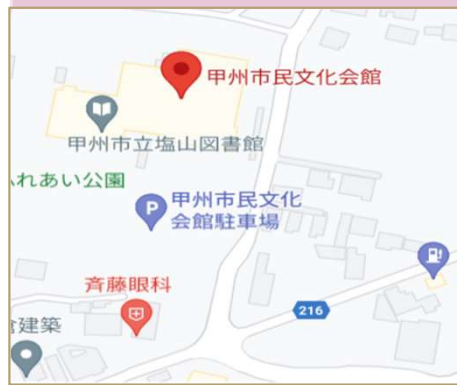 甲州市民文化会館
甲州市立塩山図書館
れあい公園
P
甲州市民文化
会館駐車場
斉藤眼科
216
建築